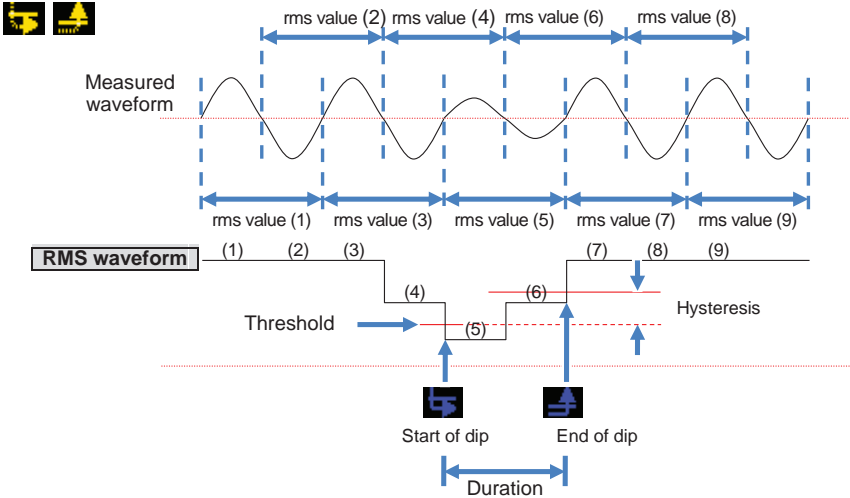 rms value (2) rms value (4) rms value (6) rms value (8)
Measured
waveform
rms value (1) rms value (3) rms value (5) rms value (7) rms value (9)
RMS waveform
(1) (2) (3) (7) (8) (9)
(4) (6)
Hysteresis
Threshold
(5)
Start of dip End of dip
Duration